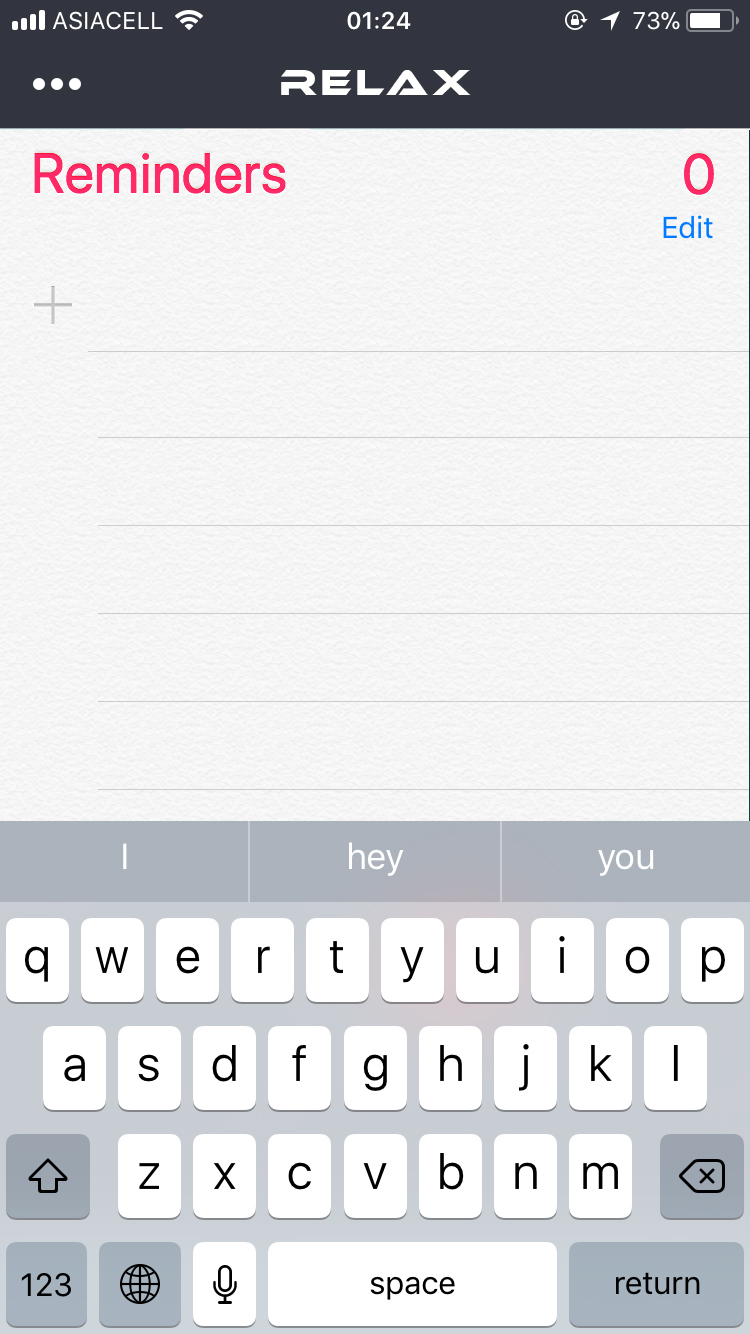 ASIACELL 01:24 73%
RELAX
Reminders 0
Edit
I hey you
q w e r t y u i o p
a s d f g h j k l
z x c v b n m
123 space return